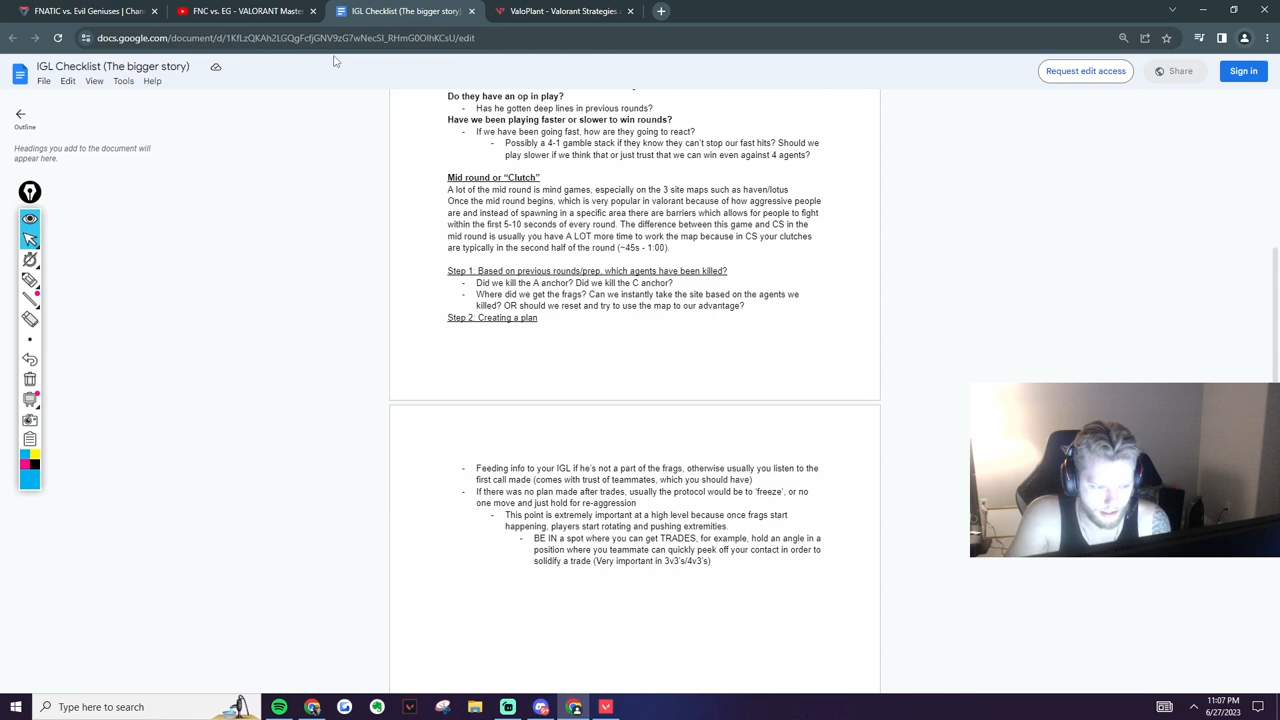 FNATIC vs. Evil Geniuses | Cham
FNC vs. EG - VALORANT Master
IGL Checklist (The bigger story)
ValoPlant - Valorant Strategies a
docs.google.com/document/d/1KfLzQKAh2LGQgFcfjGNV9zG7wNecSl_RHmG0OlhKCsU/edit
IGL Checklist (The bigger story)
File Edit View Tools Help
Request edit access
Share
Sign in
Outline
Headings you add to the document will
appear here.
Do they have an op in play?
- Has he gotten deep lines in previous rounds?
Have we been playing faster or slower to win rounds?
- If we have been going fast, how are they going to react?
- Possibly a 4-1 gamble stack if they know they can't stop our fast hits? Should we
play slower if we think that or just trust that we can win even against 4 agents?
Mid round or "Clutch"
A lot of the mid round is mind games, especially on the 3 site maps such as haven/lotus
Once the mid round begins, which is very popular in valorant because of how aggressive people
are and instead of spawning in a specific area there are barriers which allows for people to fight
within the first 5-10 seconds of every round. The difference between this game and CS in the
mid round is usually you have A LOT more time to work the map because in CS your clutches
are typically in the second half of the round (~45s - 1:00).
Step 1: Based on previous rounds/prep, which agents have been killed?
- Did we kill the A anchor? Did we kill the C anchor?
- Where did we get the frags? Can we instantly take the site based on the agents we
killed? OR should we reset and try to use the map to our advantage?
Step 2: Creating a plan
- Feeding info to your IGL if he's not a part of the frags, otherwise usually you listen to the
first call made (comes with trust of teammates, which you should have)
- If there was no plan made after trades, usually the protocol would be to 'freeze', or no
one move and just hold for re-aggression
- This point is extremely important at a high level because once frags start
happening, players start rotating and pushing extremities.
- BE IN a spot where you can get TRADES, for example, hold an angle in a
position where you teammate can quickly peek off your contact in order to
solidify a trade (Very important in 3v3's/4v3's)
Type here to search
11:07 PM
6/27/2023